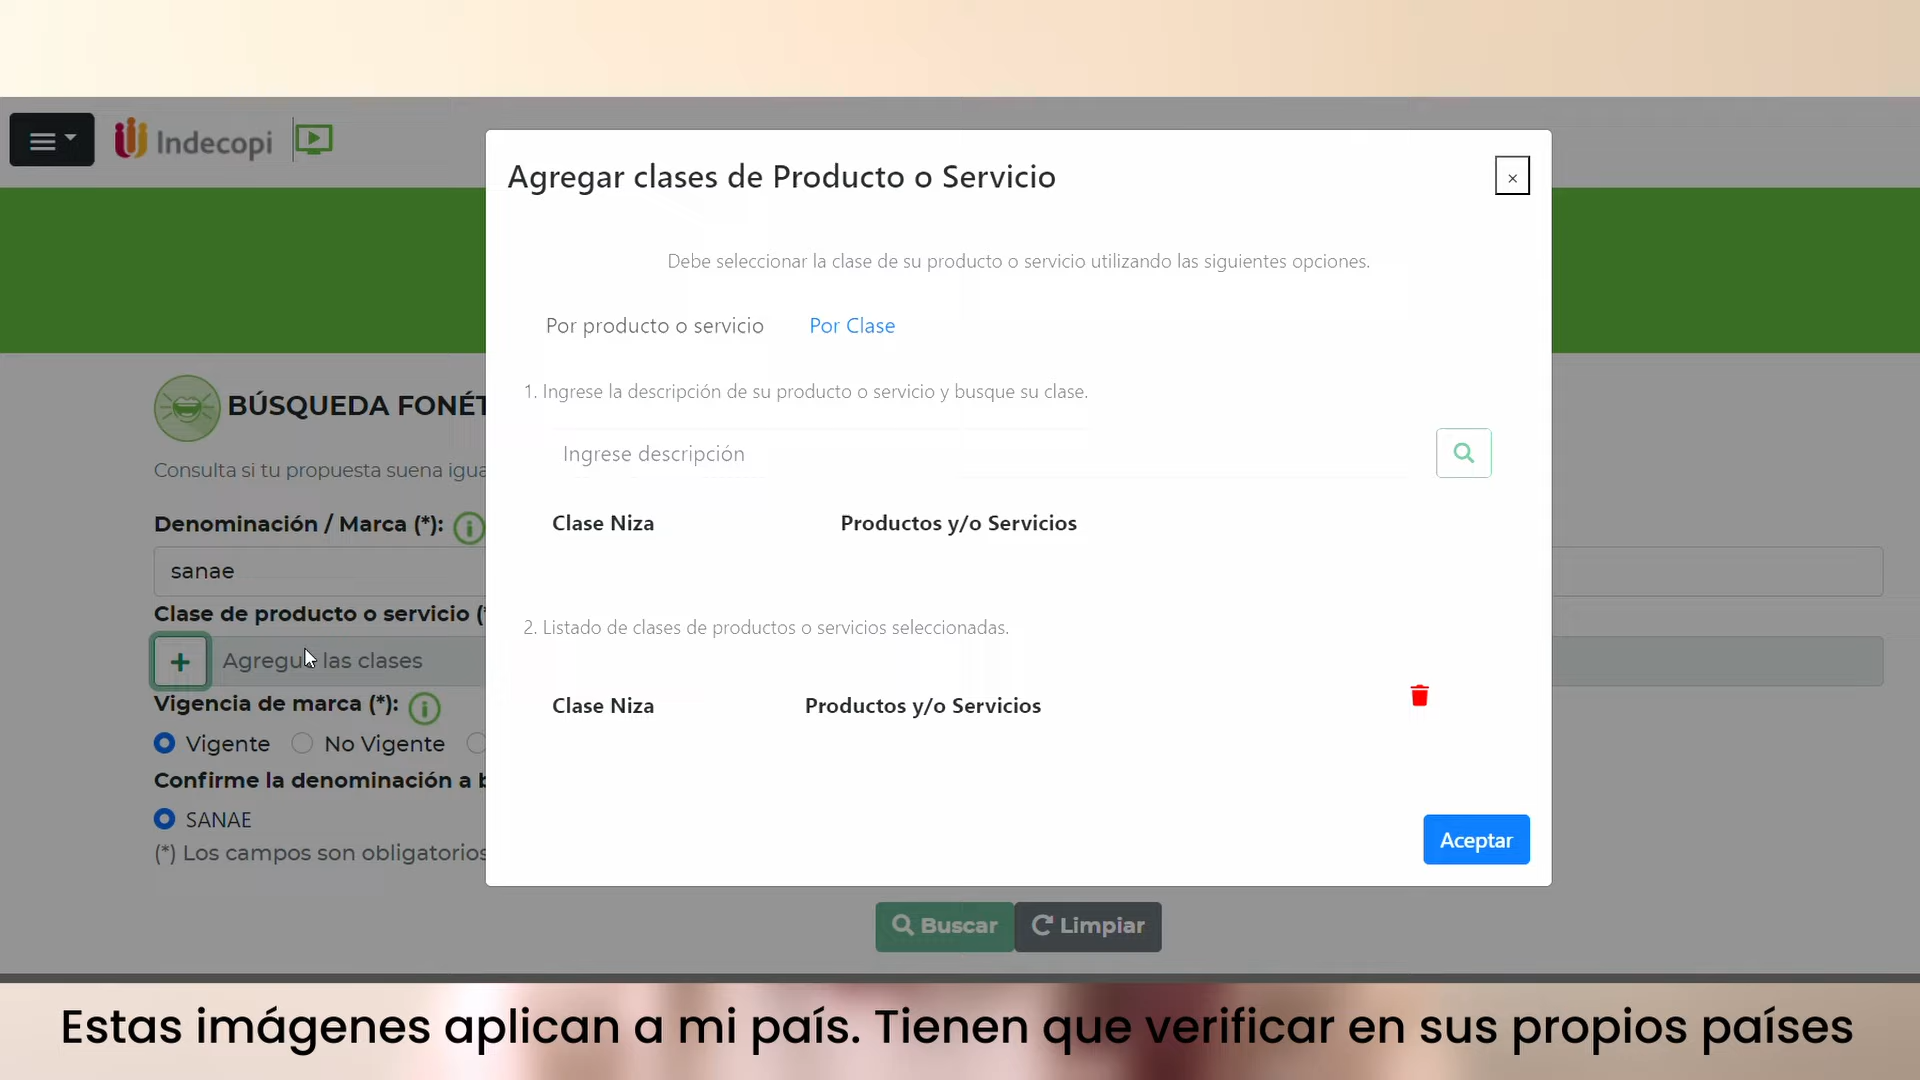 Indecopi
Agregar clases de Producto o Servicio
×
Debe seleccionar la clase de su producto o servicio utilizando las siguientes opciones.
Por producto o servicio
Por Clase
1. Ingrese la descripción de su producto o servicio y busque su clase.
Ingrese descripción
Clase Niza
Productos y/o Servicios
2. Listado de clases de productos o servicios seleccionadas.
Clase Niza
Productos y/o Servicios
Aceptar
BÚSQUEDA FONÉT
Consulta si tu propuesta suena igua
Denominación / Marca (*):
sanae
Clase de producto o servicio (*
+ Agregue las clases
Vigencia de marca (*):
Vigente
No Vigente
Confirme la denominación a b
SANAE
(*) Los campos son obligatorios
Buscar
Limpiar
Estas imágenes aplican a mi país. Tienen que verificar en sus propios países